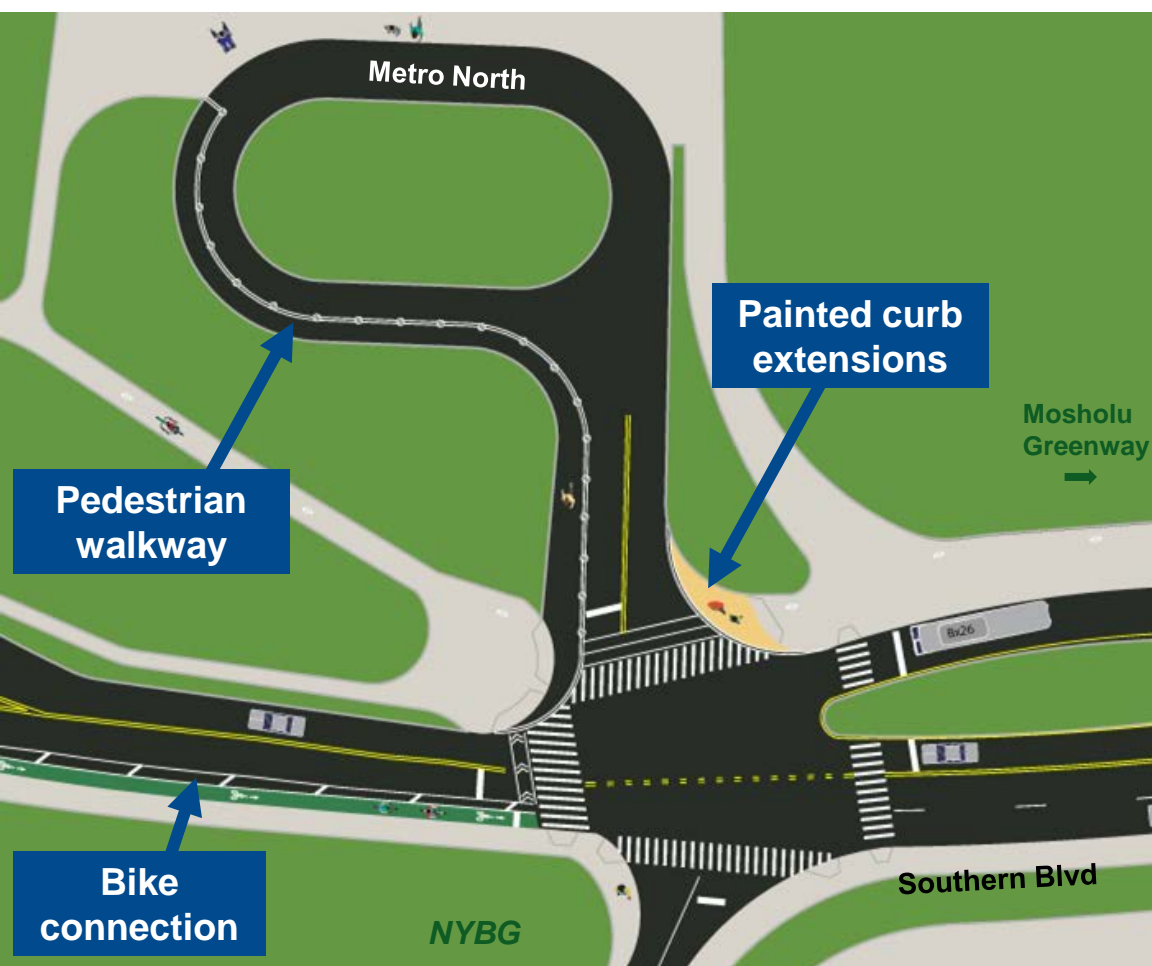 Metro North
Painted curb
extensions
Mosholu
Greenway
Pedestrian
walkway
Bx26
Bike
connection
Southern Blvd
NYBG